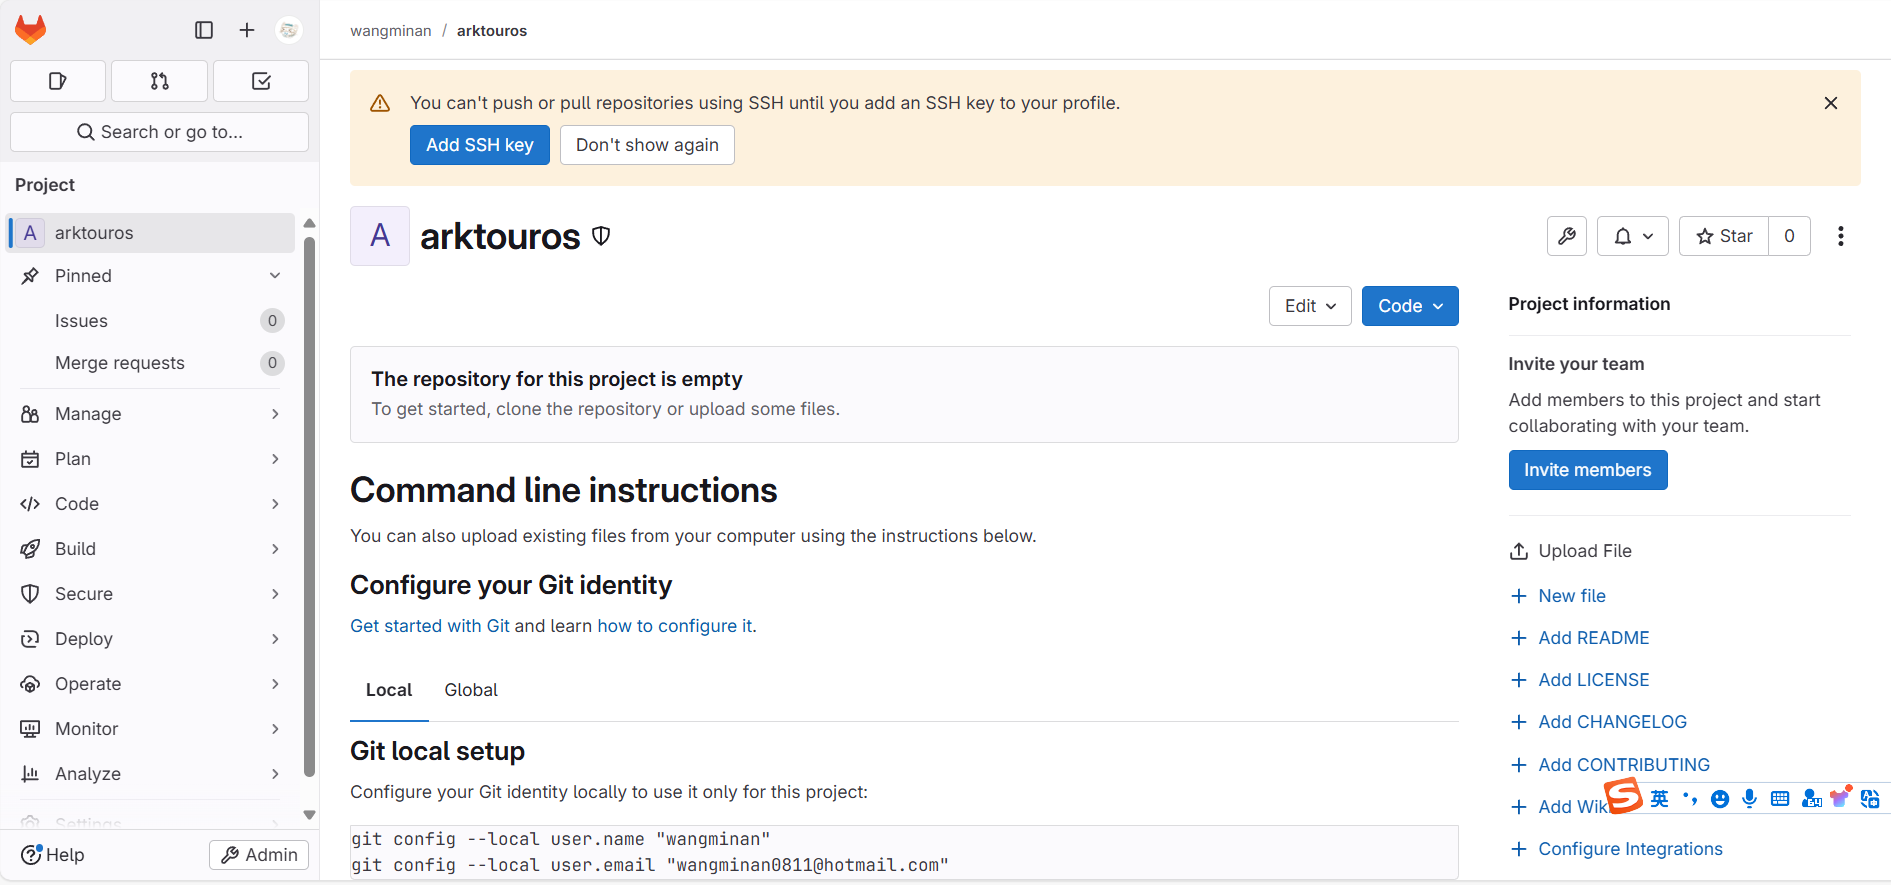 wangminan / arktouros
Search or go to...
Project
A arktouros
Pinned
Issues 0
Merge requests 0
Manage
Plan
Code
Build
Secure
Deploy
Operate
Monitor
Analyze
Settings
Help
Admin
You can't push or pull repositories using SSH until you add an SSH key to your profile.
Add SSH key
Don't show again
A arktouros
Star 0
Edit
Code
The repository for this project is empty
To get started, clone the repository or upload some files.
Command line instructions
You can also upload existing files from your computer using the instructions below.
Configure your Git identity
Get started with Git and learn how to configure it.
Local
Global
Git local setup
Configure your Git identity locally to use it only for this project:
git config --local user.name "wangminan"
git config --local user.email "wangminan0811@hotmail.com"
Project information
Invite your team
Add members to this project and start
collaborating with your team.
Invite members
Upload File
New file
Add README
Add LICENSE
Add CHANGELOG
Add CONTRIBUTING
Add Wik
S 英
Configure Integrations